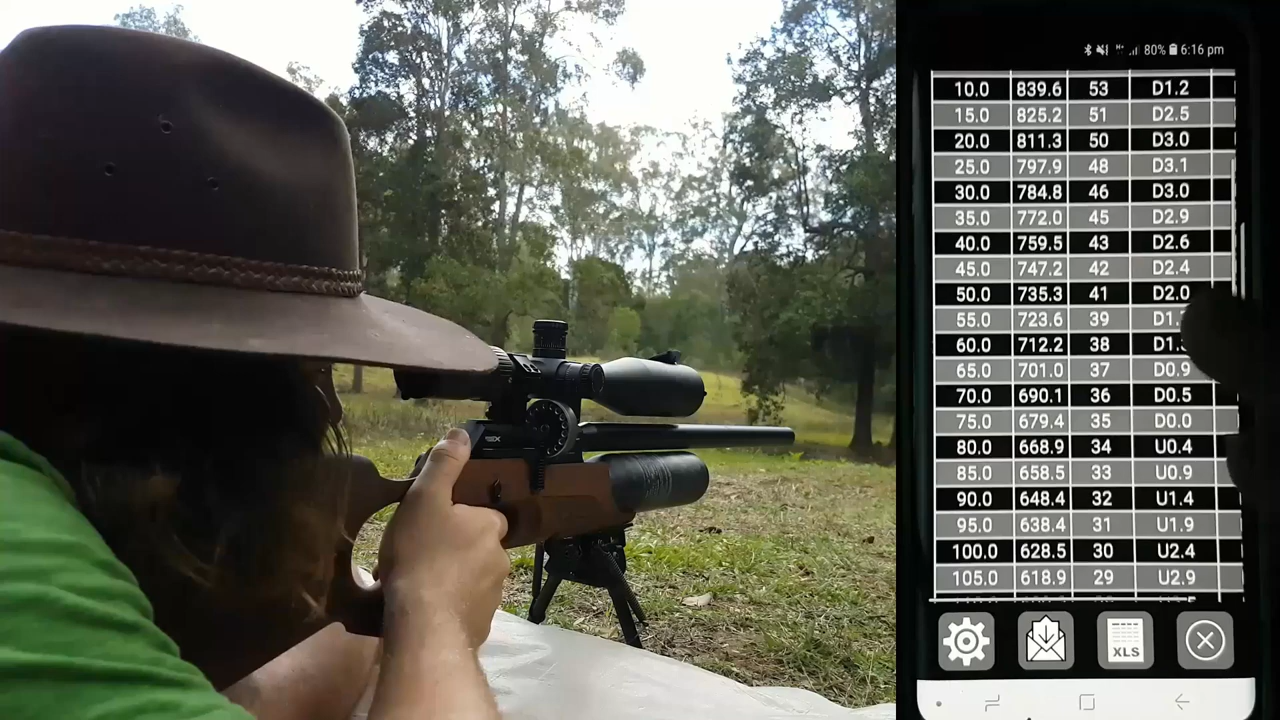 80% 6:16 pm
10.0 839.6 53 D1.2
15.0 825.2 51 D2.5
20.0 811.3 50 D3.0
25.0 797.9 48 D3.1
30.0 784.8 46 D3.0
35.0 772.0 45 D2.9
40.0 759.5 43 D2.6
45.0 747.2 42 D2.4
50.0 735.3 41 D2.0
55.0 723.6 39
60.0 712.2 38
65.0 701.0 37 D0.9
70.0 690.1 36 D0.5
75.0 679.4 35 D0.0
80.0 668.9 34 U0.4
85.0 658.5 33 U0.9
90.0 648.4 32 U1.4
95.0 638.4 31 U1.9
100.0 628.5 30 U2.4
105.0 618.9 29 U2.9
XLS